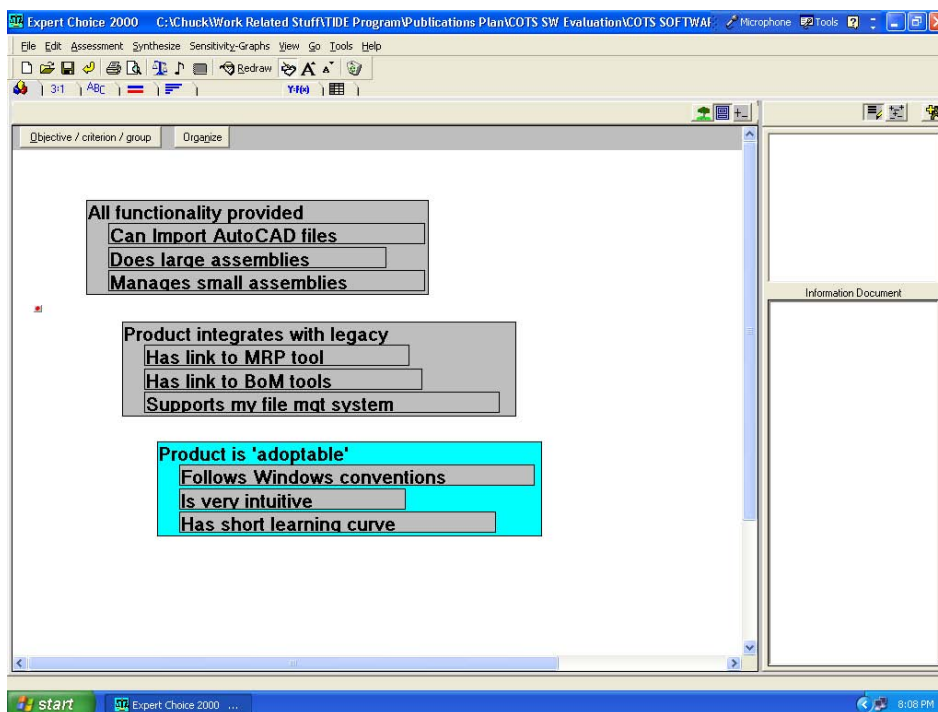 Expert Choice 2000 C:\Chuck\Work Related Stuff\TIDE Program\Publications Plan\COTS SW Evaluation\COTS SOFTWAR
Microphone Tools
File Edit Assessment Synthesize Sensitivity-Graphs View Go Tools Help
Redraw A A
3:1 ABC Y=F(x)
Objective / criterion / group Organize
All functionality provided
Can Import AutoCAD files
Does large assemblies
Manages small assemblies
Information Document
Product integrates with legacy
Has link to MRP tool
Has link to BoM tools
Supports my file mgt system
Product is 'adoptable'
Follows Windows conventions
Is very intuitive
Has short learning curve
start Expert Choice 2000 ... 8:08 PM